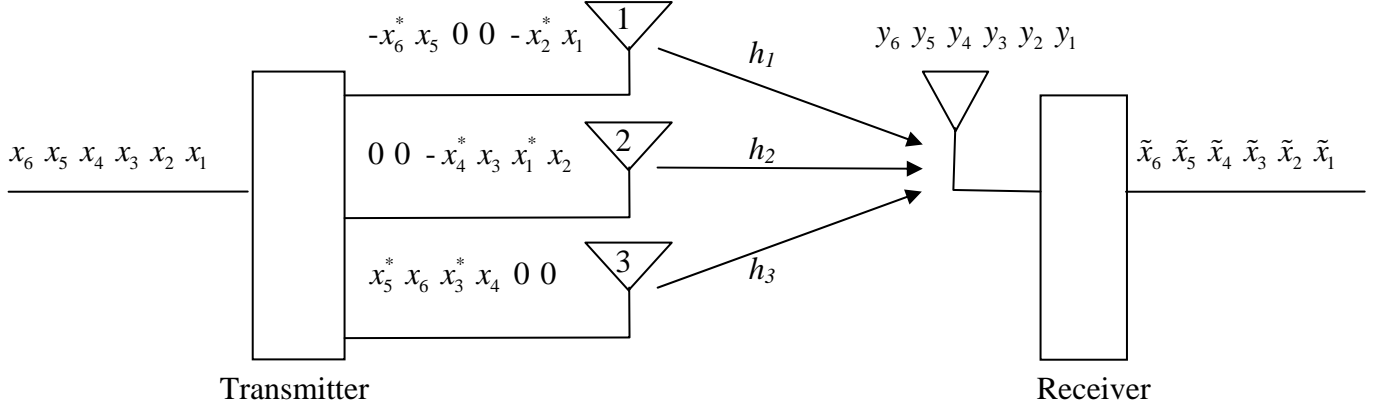 -x₆* x₅ 0 0 -x₂* x₁
1
h₁
y₆ y₅ y₄ y₃ y₂ y₁
x₆ x₅ x₄ x₃ x₂ x₁
0 0 -x₄* x₃ x₁* x₂
2
h₂
x̃₆ x̃₅ x̃₄ x̃₃ x̃₂ x̃₁
x₅* x₆ x₃* x₄ 0 0
3
h₃
Transmitter
Receiver